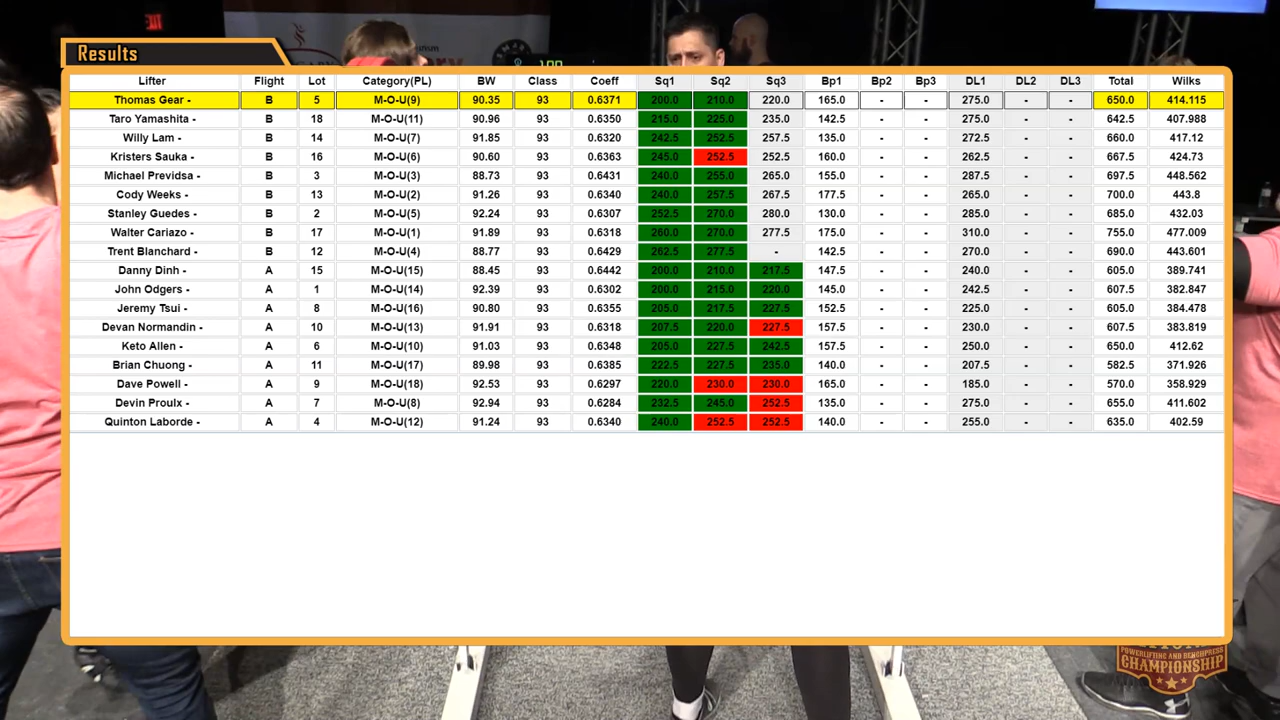 EXIT
Results
Lifter Flight Lot Category(PL) BW Class Coeff Sq1 Sq2 Sq3 Bp1 Bp2 Bp3 DL1 DL2 DL3 Total Wilks
Thomas Gear - B 5 M-O-U(9) 90.35 93 0.6371 200.0 210.0 220.0 165.0 - - 275.0 - - 650.0 414.115
Taro Yamashita - B 18 M-O-U(11) 90.96 93 0.6350 215.0 225.0 235.0 142.5 - - 275.0 - - 642.5 407.988
Willy Lam - B 14 M-O-U(7) 91.85 93 0.6320 242.5 252.5 257.5 135.0 - - 272.5 - - 660.0 417.12
Kristers Sauka - B 16 M-O-U(6) 90.60 93 0.6363 245.0 252.5 252.5 160.0 - - 262.5 - - 667.5 424.73
Michael Previdsa - B 3 M-O-U(3) 88.73 93 0.6431 240.0 255.0 265.0 155.0 - - 287.5 - - 697.5 448.562
Cody Weeks - B 13 M-O-U(2) 91.26 93 0.6340 240.0 257.5 267.5 177.5 - - 265.0 - - 700.0 443.8
Stanley Guedes - B 2 M-O-U(5) 92.24 93 0.6307 252.5 270.0 280.0 130.0 - - 285.0 - - 685.0 432.03
Walter Cariazo - B 17 M-O-U(1) 91.89 93 0.6318 260.0 270.0 277.5 175.0 - - 310.0 - - 755.0 477.009
Trent Blanchard - B 12 M-O-U(4) 88.77 93 0.6429 262.5 277.5 - 142.5 - - 270.0 - - 690.0 443.601
Danny Dinh - A 15 M-O-U(15) 88.45 93 0.6442 200.0 210.0 217.5 147.5 - - 240.0 - - 605.0 389.741
John Odgers - A 1 M-O-U(14) 92.39 93 0.6302 200.0 215.0 220.0 145.0 - - 242.5 - - 607.5 382.847
Jeremy Tsui - A 8 M-O-U(16) 90.80 93 0.6355 205.0 217.5 227.5 152.5 - - 225.0 - - 605.0 384.478
Devan Normandin - A 10 M-O-U(13) 91.91 93 0.6318 207.5 220.0 227.5 157.5 - - 230.0 - - 607.5 383.819
Keto Allen - A 6 M-O-U(10) 91.03 93 0.6348 205.0 227.5 242.5 157.5 - - 250.0 - - 650.0 412.62
Brian Chuong - A 11 M-O-U(17) 89.98 93 0.6385 222.5 227.5 235.0 140.0 - - 207.5 - - 582.5 371.926
Dave Powell - A 9 M-O-U(18) 92.53 93 0.6297 220.0 230.0 230.0 165.0 - - 185.0 - - 570.0 358.929
Devin Proulx - A 7 M-O-U(8) 92.94 93 0.6284 232.5 245.0 252.5 135.0 - - 275.0 - - 655.0 411.602
Quinton Laborde - A 4 M-O-U(12) 91.24 93 0.6340 240.0 252.5 252.5 140.0 - - 255.0 - - 635.0 402.59
POWERLIFTING AND BENCHPRESS
CHAMPIONSHIP